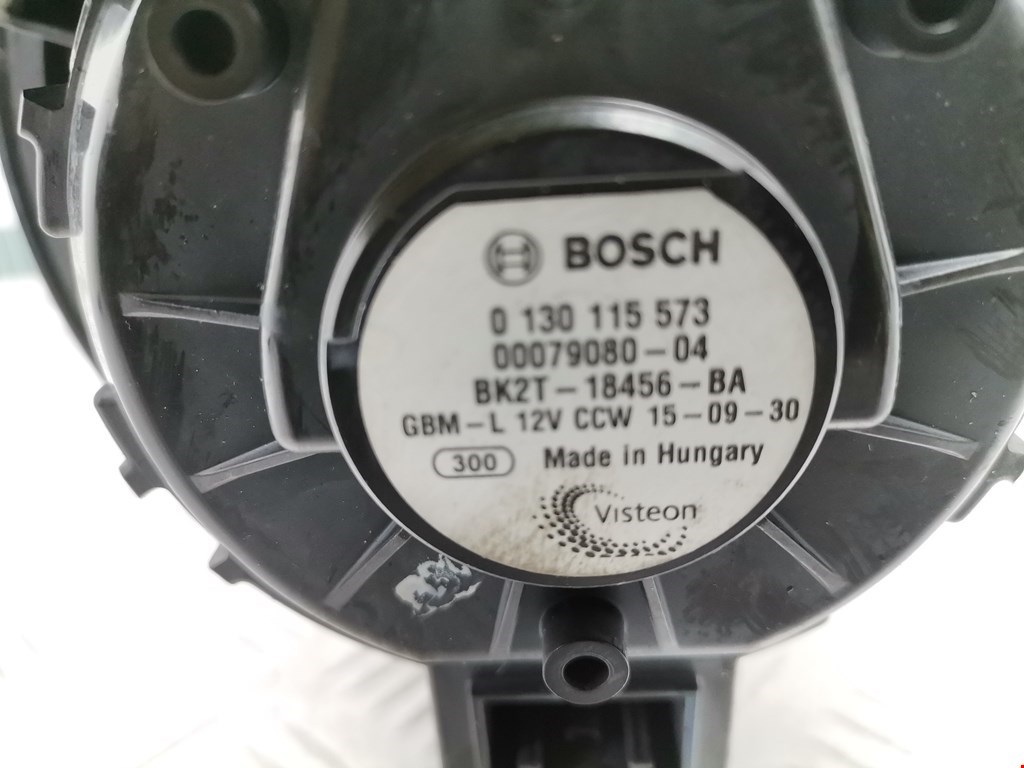 BOSCH
0 130 115 573
00079080-04
BK2T-18456-BA
GBM-L 12V CCW 15-09-30
300 Made in Hungary
Visteon